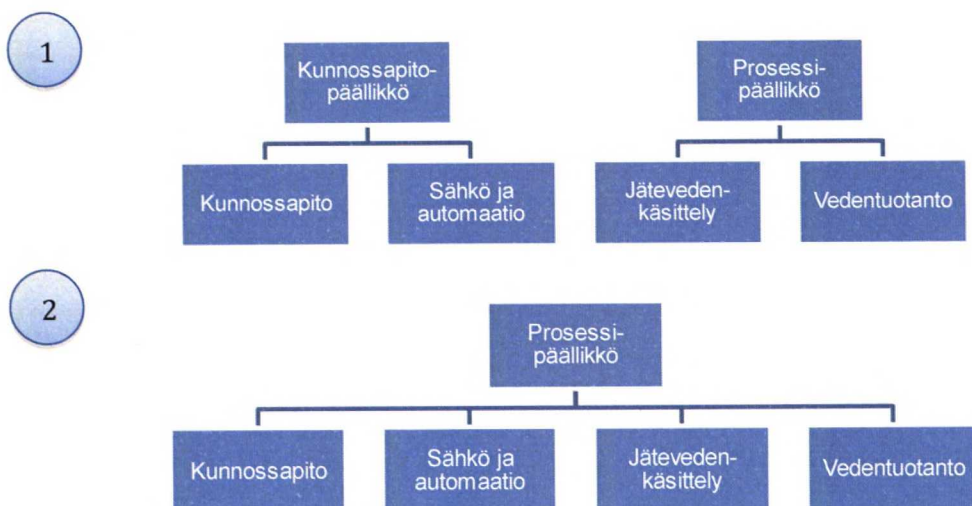 1
Kunnossapito-
päällikkö
Prosessi-
päällikkö
Kunnossapito
Sähkö ja
automaatio
Jäteveden-
käsittely
Vedentuotanto
2
Prosessi-
päällikkö
Kunnossapito
Sähkö ja
automaatio
Jäteveden-
käsittely
Vedentuotanto